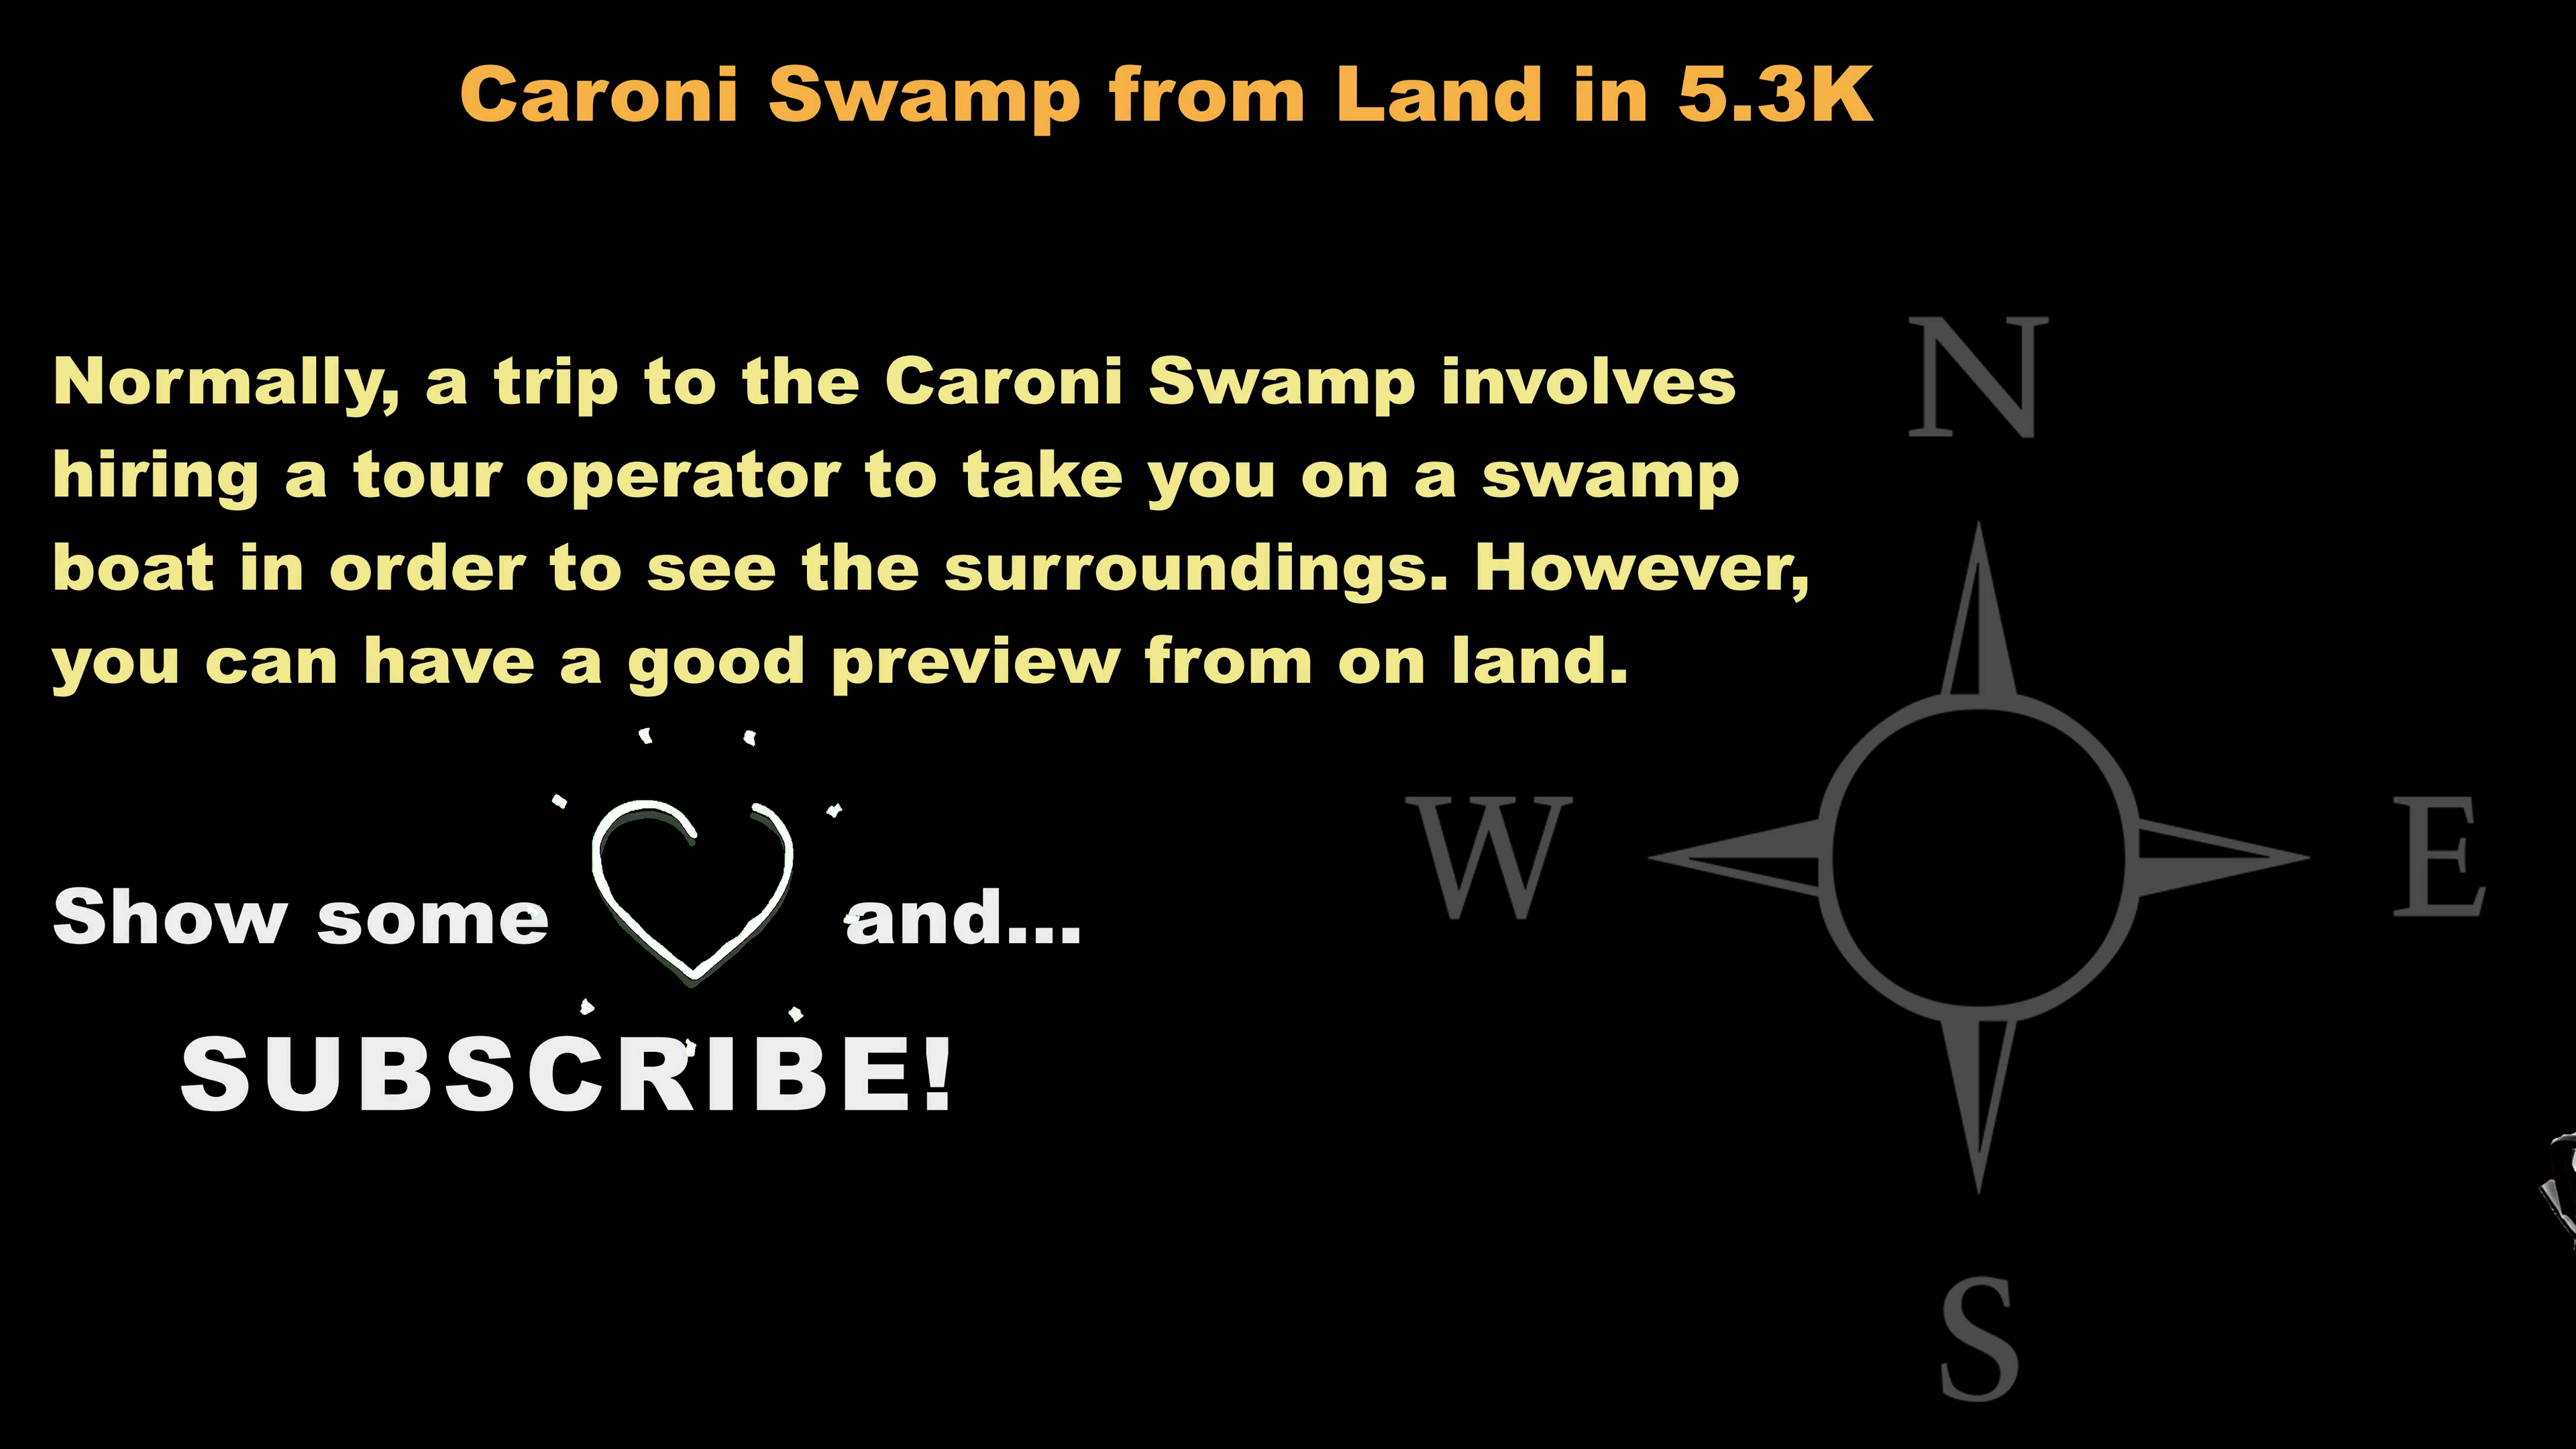 Caroni Swamp from Land in 5.3K
Normally, a trip to the Caroni Swamp involves
hiring a tour operator to take you on a swamp
boat in order to see the surroundings. However,
you can have a good preview from on land.
N
W
E
Show some and...
SUBSCRIBE!
S